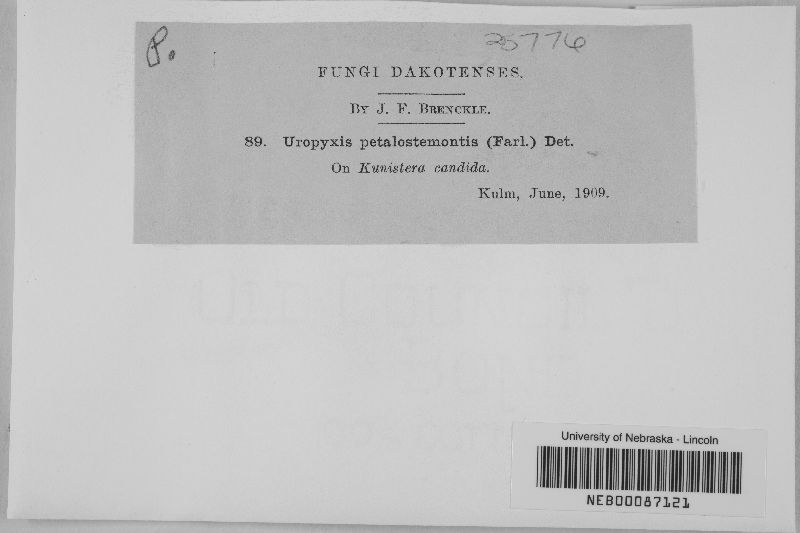 P.
25776
FUNGI DAKOTENSES.
BY J. F. BRENCKLE.
89. Uropyxis petalostemontis (Farl.) Det.
On Kunistera candida.
Kulm, June, 1909.
University of Nebraska - Lincoln
NEB00087121